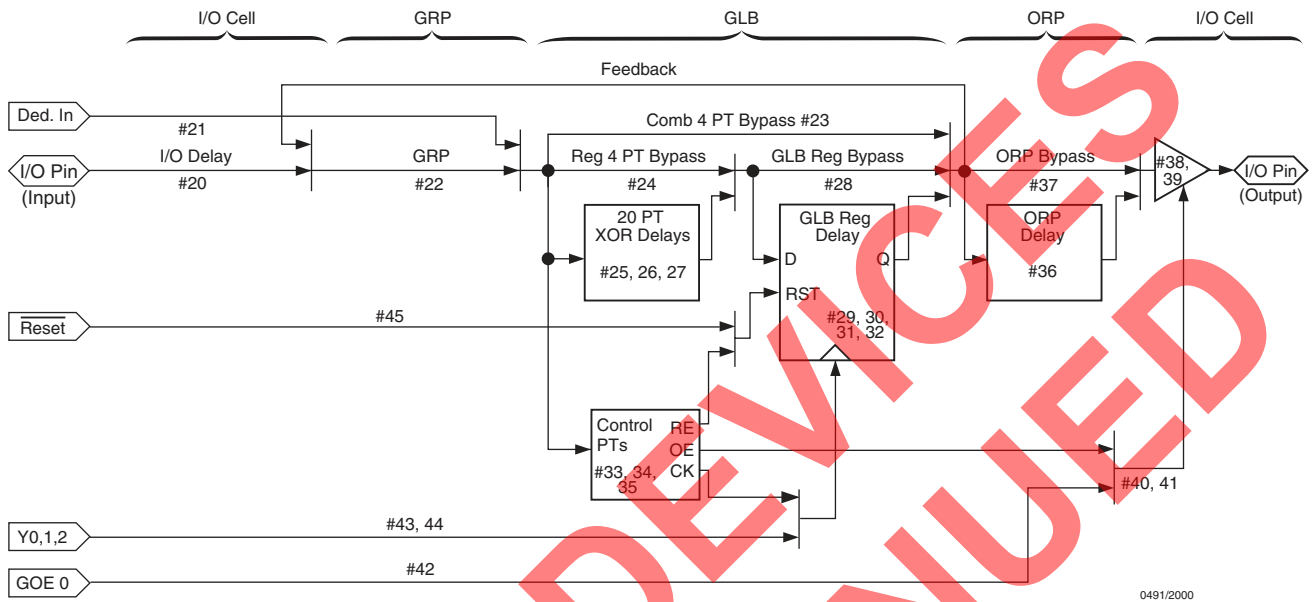 I/O Cell GRP GLB ORP I/O Cell
Feedback
Ded. In
#21
Comb 4 PT Bypass #23
I/O Pin
(Input)
I/O Delay
#20
GRP
#22
Reg 4 PT Bypass
#24
GLB Reg Bypass
#28
ORP Bypass
#37
#38,
39
I/O Pin
(Output)
20 PT
XOR Delays
#25, 26, 27
GLB Reg
Delay
D
Q
RST
#29, 30,
31, 32
ORP
Delay
#36
Reset
#45
Control
PTs
#33, 34,
35
RE
OE
CK
#40, 41
Y0,1,2
#43, 44
GOE 0
#42
0491/2000
DEVICES
NUED